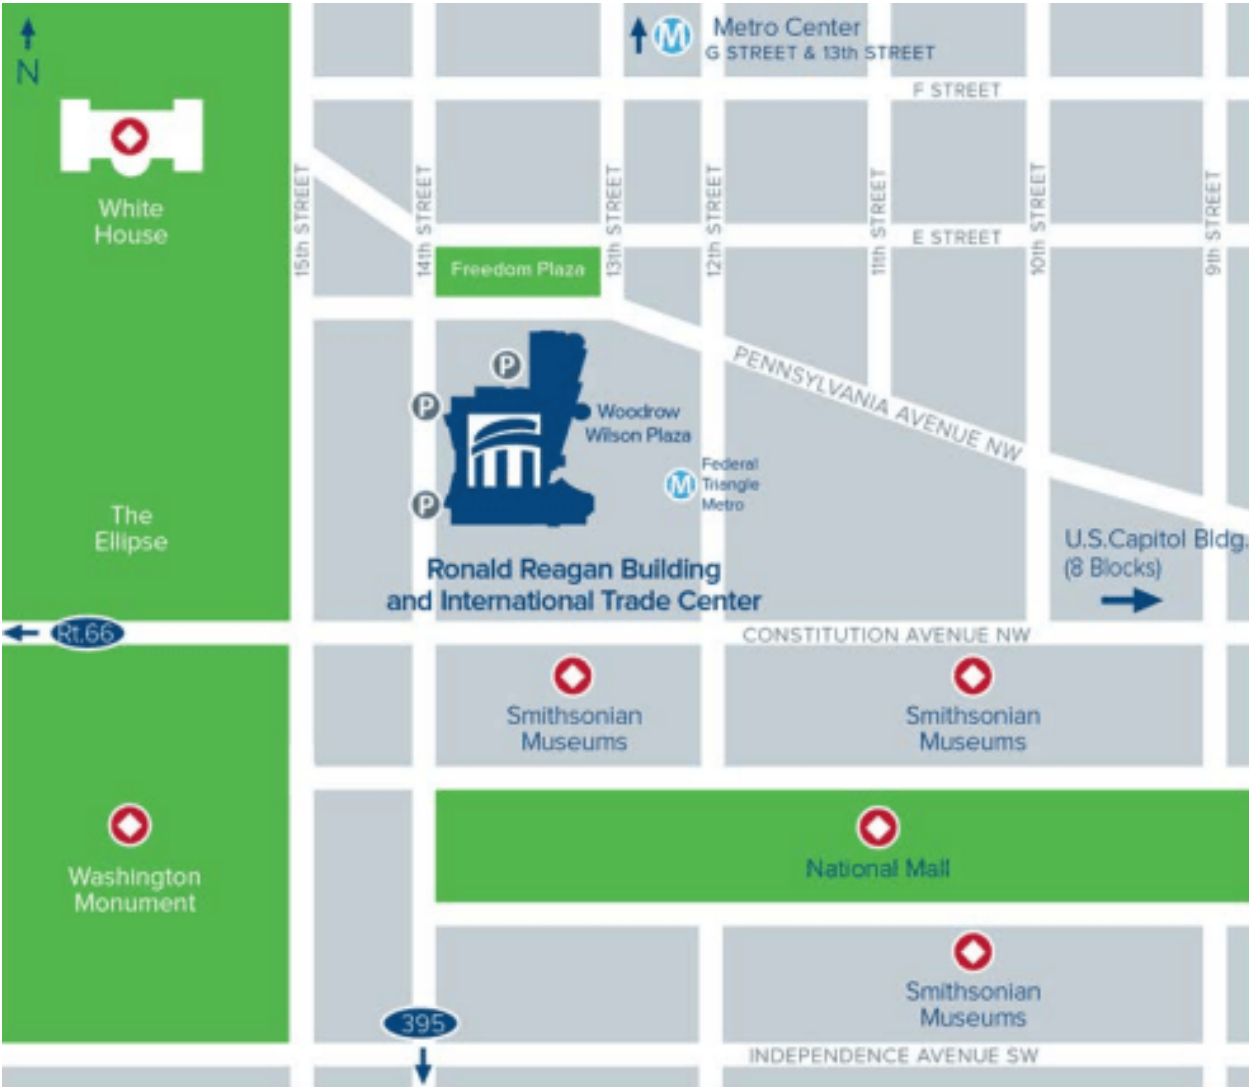 N
M
Metro Center
G STREET & 13th STREET
F STREET
White
House
15th STREET
14th STREET
13th STREET
12th STREET
11th STREET
10th STREET
9th STREET
E STREET
Freedom Plaza
PENNSYLVANIA AVENUE NW
P
P
P
Woodrow
Wilson Plaza
M
Federal
Triangle
Metro
The
Ellipse
U.S.Capitol Bldg.
(8 Blocks)
Ronald Reagan Building
and International Trade Center
Rt.66
CONSTITUTION AVENUE NW
Smithsonian
Museums
Smithsonian
Museums
Washington
Monument
National Mall
Smithsonian
Museums
395
INDEPENDENCE AVENUE SW